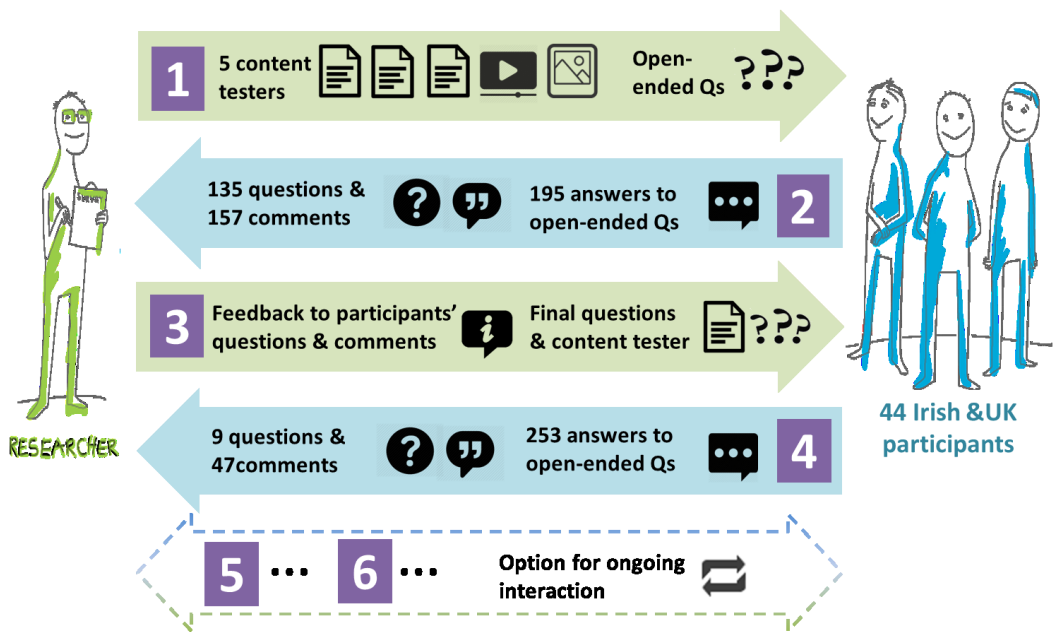 1
5 content
testers
Open-
ended Qs
???
135 questions &
157 comments
?
195 answers to
open-ended Qs
2
3
Feedback to participants’
questions & comments
i
Final questions
& content tester
???
9 questions &
47comments
?
253 answers to
open-ended Qs
4
RESEARCHER
44 Irish &UK
participants
5 ...
6 ...
Option for ongoing
interaction